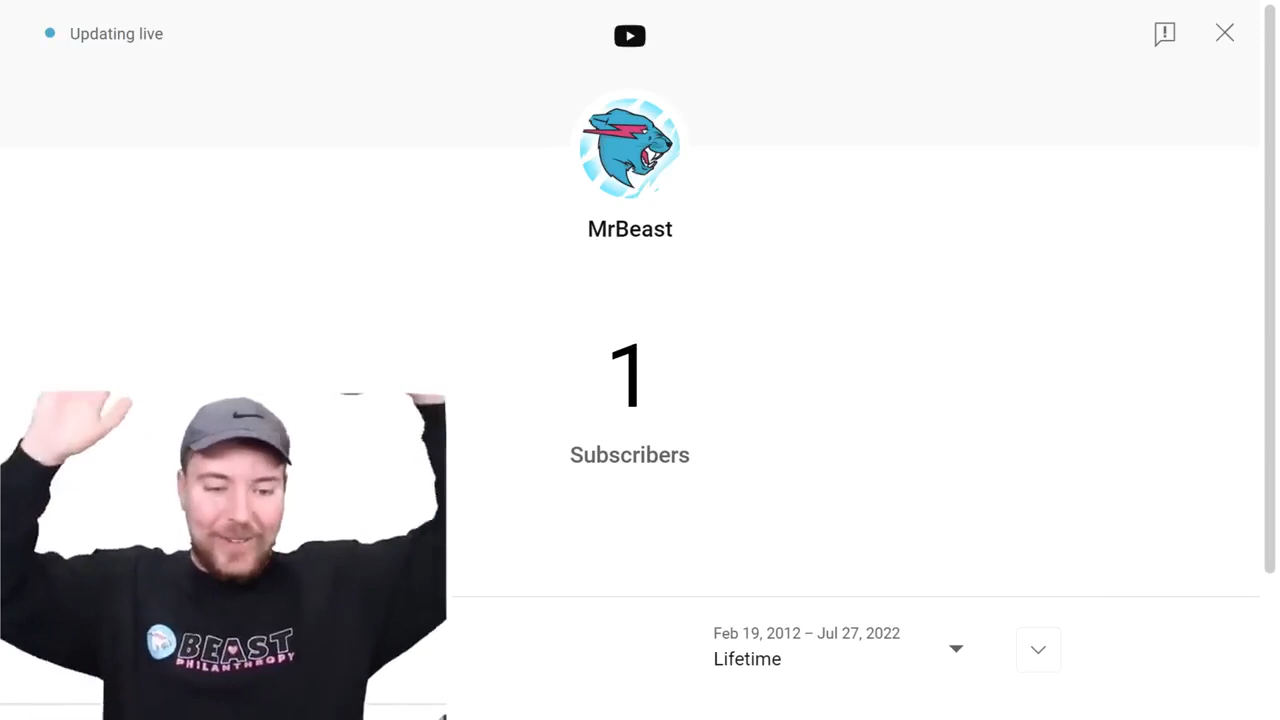 Updating live
MrBeast
1
Subscribers
BEAST
PHILANTHROPY
Feb 19, 2012 – Jul 27, 2022
Lifetime